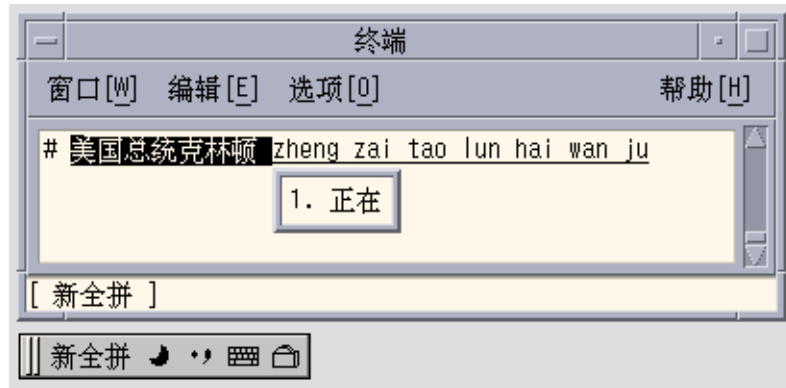 终端
窗口[W] 编辑[E] 选项[O] 帮助[H]
# 美国总统克林顿 zheng zai tao lun hai wan ju
1. 正在
[ 新全拼 ]
新全拼